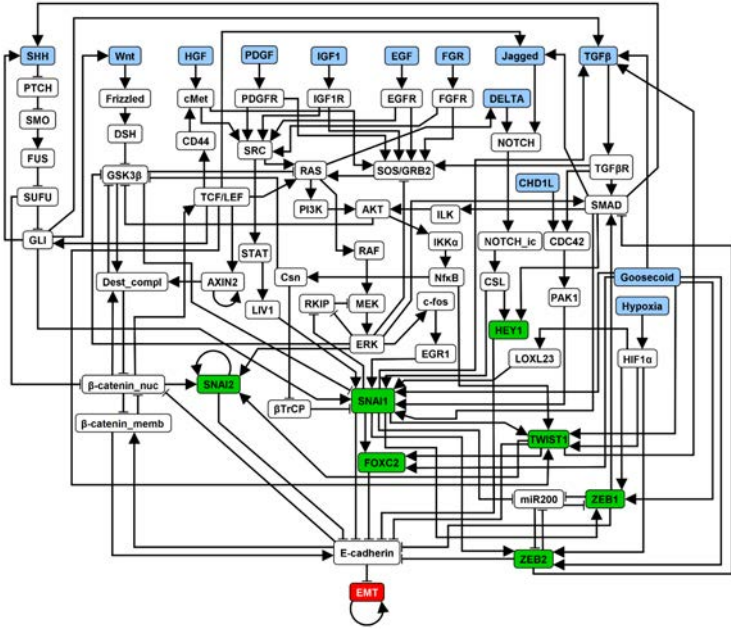 SHH Wnt HGF PDGF IGF1 EGF FGR Jagged TGFβ
PTCH Frizzled cMet PDGFR IGF1R EGFR FGFR DELTA
SMO
DSH CD44 SRC NOTCH
FUS
GSK3β RAS SOS/GRB2 TGFβR
SUFU TCF/LEF CHD1L
PI3K AKT ILK SMAD
GLI NOTCH_ic CDC42
STAT RAF IKKα
Dest_compl AXIN2 Csn NfκB CSL Goosecoid
LIV1 RKIP MEK c-fos PAK1
Hypoxia
ERK HEY1
EGR1 LOXL23 HIF1α
β-catenin_nuc SNAI2
βTrCP SNAI1
β-catenin_memb
TWIST1
FOXC2
miR200 ZEB1
E-cadherin ZEB2
EMT